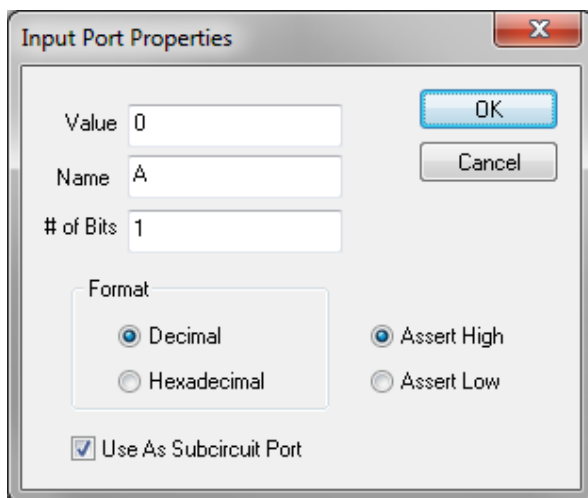 Input Port Properties
Value 0
OK
Name A
Cancel
# of Bits 1
Format
Decimal
Assert High
Hexadecimal
Assert Low
Use As Subcircuit Port